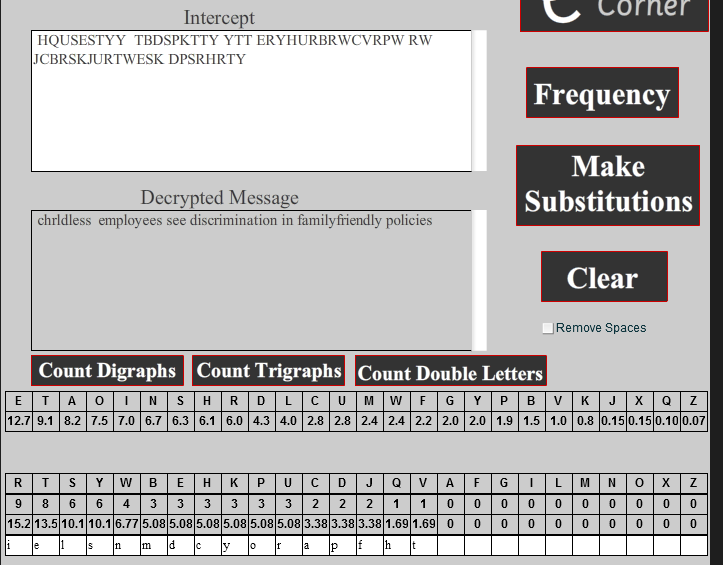 Corner
Intercept
HQUSESTYY TBDSPKTTY YTT ERYHURBRWCVRPW RW
JCBRSKJURTWESK DPSRHRTY
Frequency
Make
Substitutions
Decrypted Message
chrldless employees see discrimination in familyfriendly policies
Clear
Remove Spaces
Count Digraphs Count Trigraphs Count Double Letters
E T A O I N S H R D L C U M W F G Y P B V K J X Q Z
12.7 9.1 8.2 7.5 7.0 6.7 6.3 6.1 6.0 4.3 4.0 2.8 2.8 2.4 2.4 2.2 2.0 2.0 1.9 1.5 1.0 0.8 0.15 0.15 0.10 0.07
R T S Y W B E H K P U C D J Q V A F G I L M N O X Z
9 8 6 6 4 3 3 3 3 3 3 2 2 2 1 1 0 0 0 0 0 0 0 0 0 0
15.2 13.5 10.1 10.1 6.77 5.08 5.08 5.08 5.08 5.08 5.08 3.38 3.38 3.38 1.69 1.69 0 0 0 0 0 0 0 0 0 0
i e l s n m d c y o r a p f h t